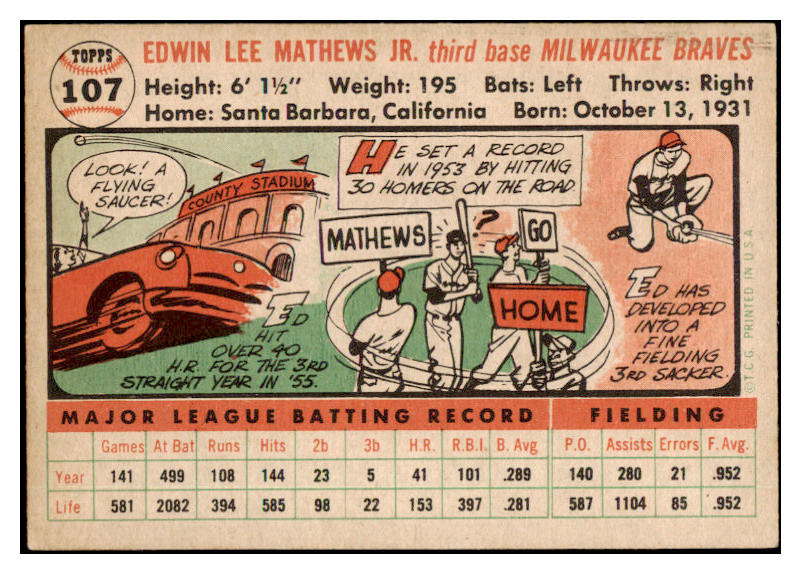 TOPPS
107
EDWIN LEE MATHEWS JR. third base MILWAUKEE BRAVES
Height: 6' 1½" Weight: 195 Bats: Left Throws: Right
Home: Santa Barbara, California Born: October 13, 1931
LOOK! A
FLYING
SAUCER!
COUNTY STADIUM
ED
HIT
OVER 40
H.R. FOR THE 3RD
STRAIGHT YEAR IN '55.
HE SET A RECORD
IN 1953 BY HITTING
30 HOMERS ON THE ROAD.
MATHEWS
?
GO
HOME
ED HAS
DEVELOPED
INTO A
FINE
FIELDING
3RD SACKER.
©T.C.G. PRINTED IN U.S.A.
MAJOR LEAGUE BATTING RECORD FIELDING
Games At Bat Runs Hits 2b 3b H.R. R.B.I. B. Avg P.O. Assists Errors F. Avg.
Year 141 499 108 144 23 5 41 101 .289 140 280 21 .952
Life 581 2082 394 585 98 22 153 397 .281 587 1104 85 .952